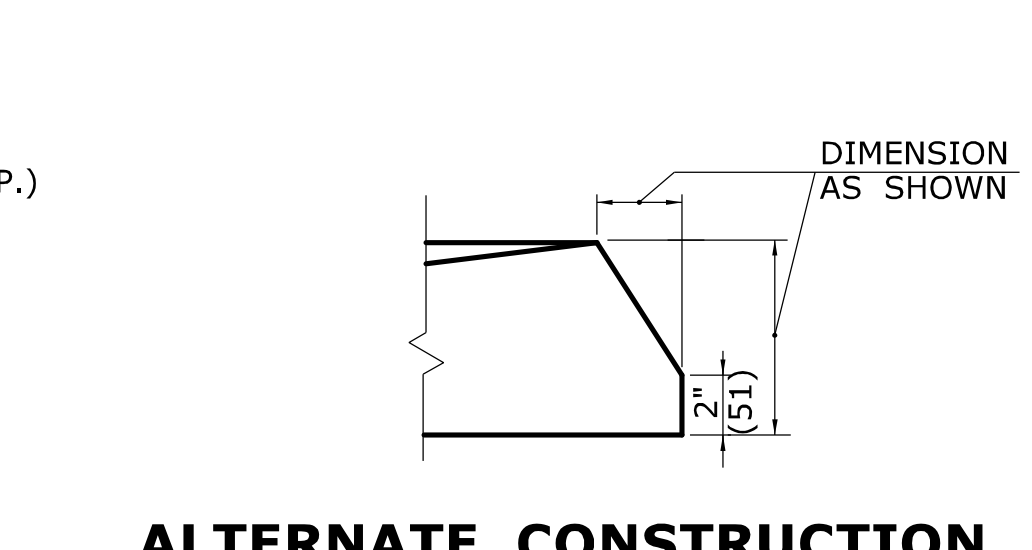 DIMENSION
AS SHOWN
P.)
2"
(51)
ALTERNATE CONSTRUCTION